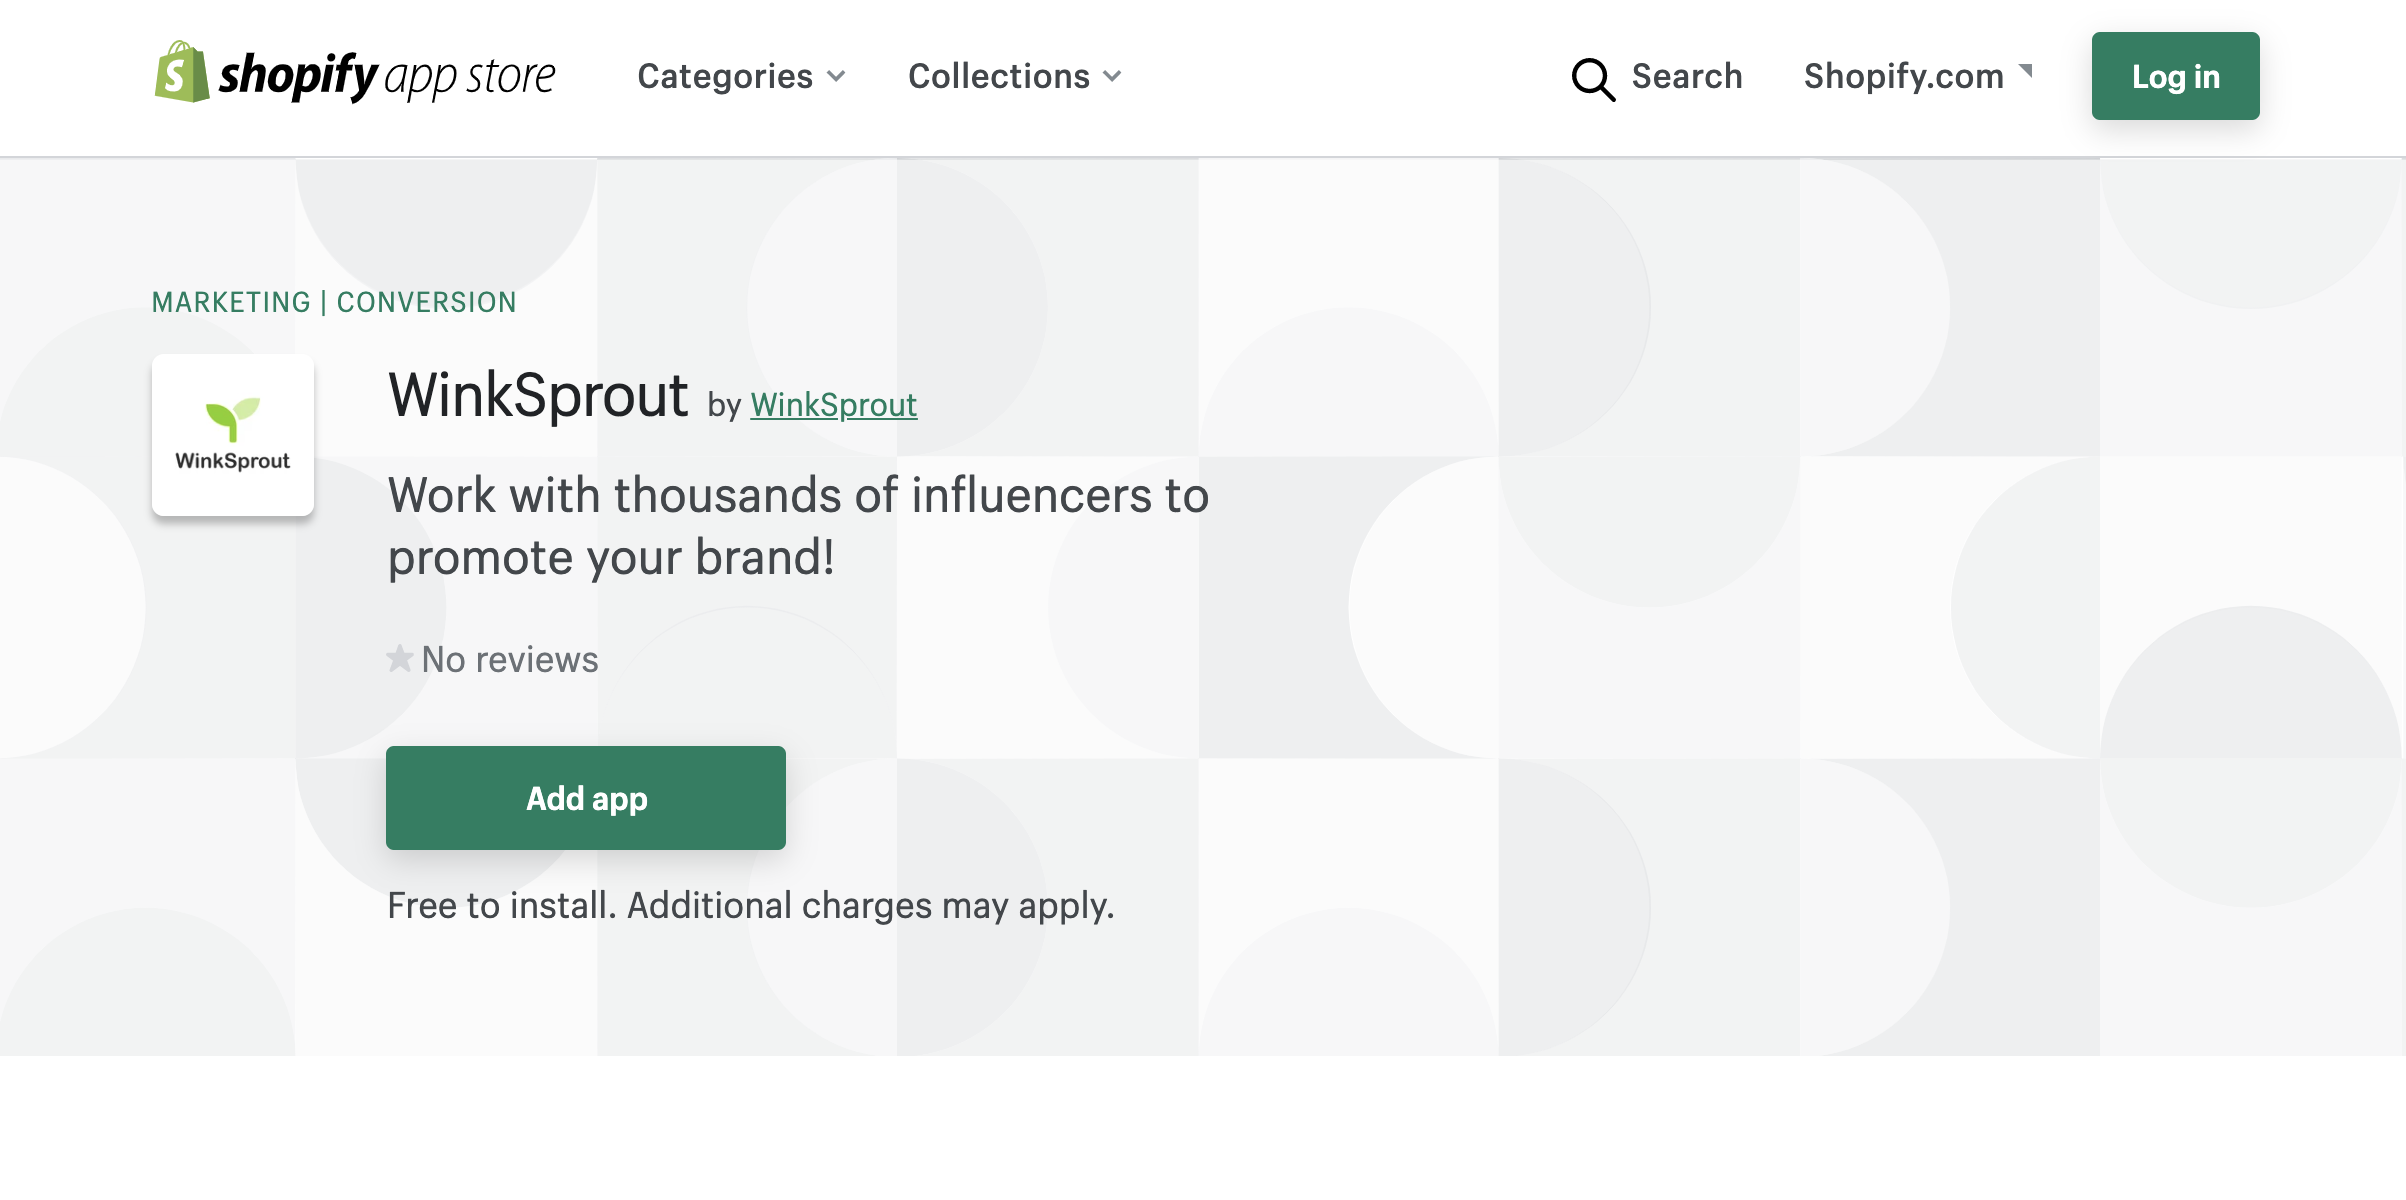 shopify app store
Categories
Collections
Search
Shopify.com
Log in
MARKETING | CONVERSION
WinkSprout
WinkSprout by WinkSprout
Work with thousands of influencers to
promote your brand!
No reviews
Add app
Free to install. Additional charges may apply.